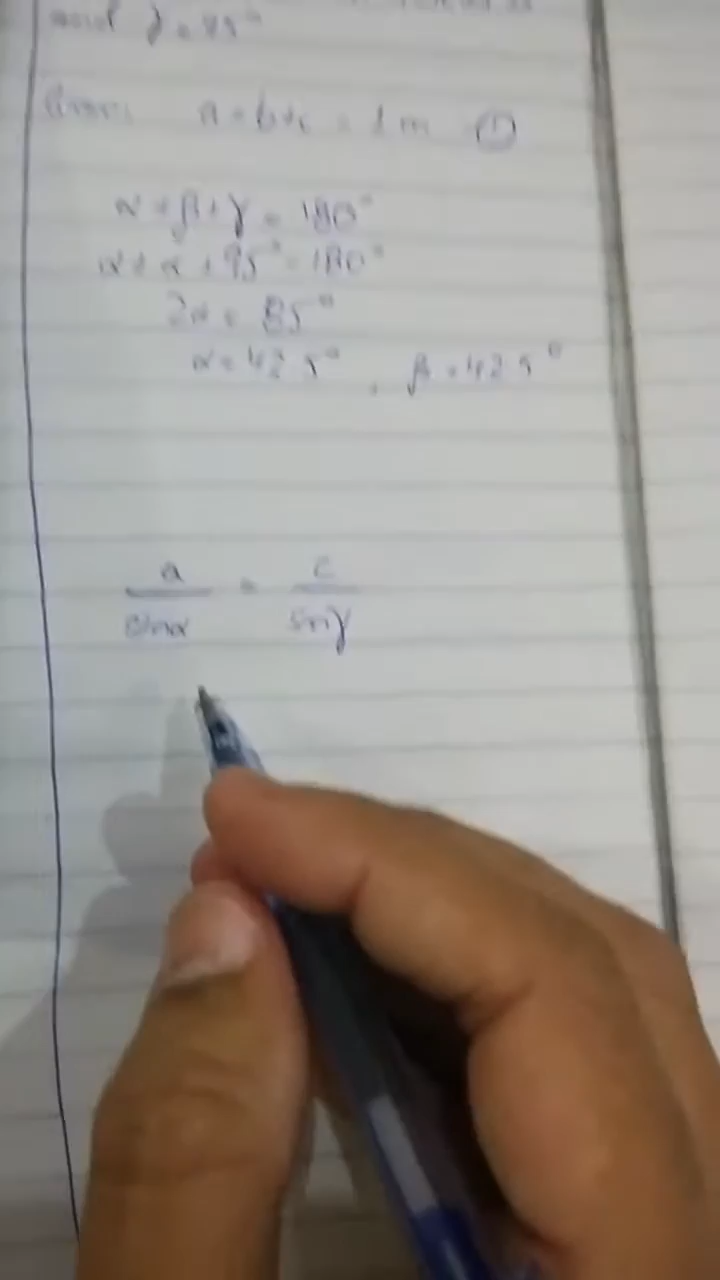 and γ = 95°
Given a + b + c = 1 m ①
α + β + γ = 180°
α + α + 95° = 180°
2α = 85°
α = 42.5° , β = 42.5°
a/sinα = c/sinγ